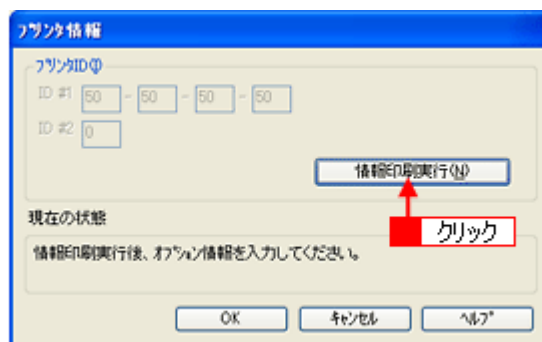 プリンタ情報
プリンタID(I)
ID #1 50 - 50 - 50 - 50
ID #2 0
情報印刷実行(N)
クリック
現在の状態
情報印刷実行後、オプション情報を入力してください。
OK キャンセル ヘルプ